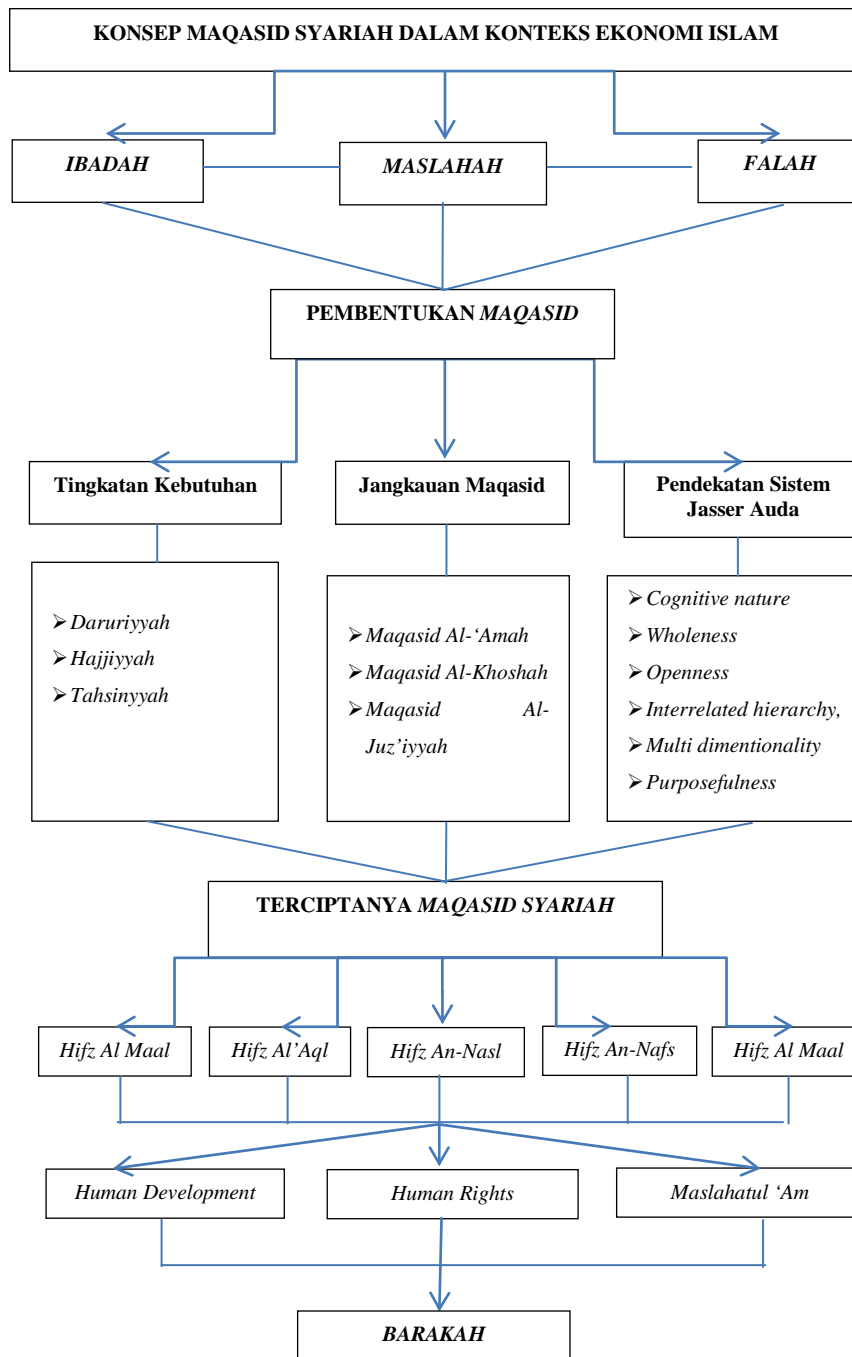 KONSEP MAQASID SYARIAH DALAM KONTEKS EKONOMI ISLAM
IBADAH
MASLAHAH
FALAH
PEMBENTUKAN MAQASID
Tingkatan Kebutuhan
Jangkauan Maqasid
Pendekatan Sistem
Jasser Auda
➢ Daruriyyah
➢ Hajjiyyah
➢ Tahsinyyah
➢ Maqasid Al-‘Amah
➢ Maqasid Al-Khoshah
➢ Maqasid Al-
Juz’iyyah
➢ Cognitive nature
➢ Wholeness
➢ Openness
➢ Interrelated hierarchy,
➢ Multi dimentionality
➢ Purposefulness
TERCIPTANYA MAQASID SYARIAH
Hifz Al Maal
Hifz Al’Aql
Hifz An-Nasl
Hifz An-Nafs
Hifz Al Maal
Human Development
Human Rights
Maslahatul ‘Am
BARAKAH